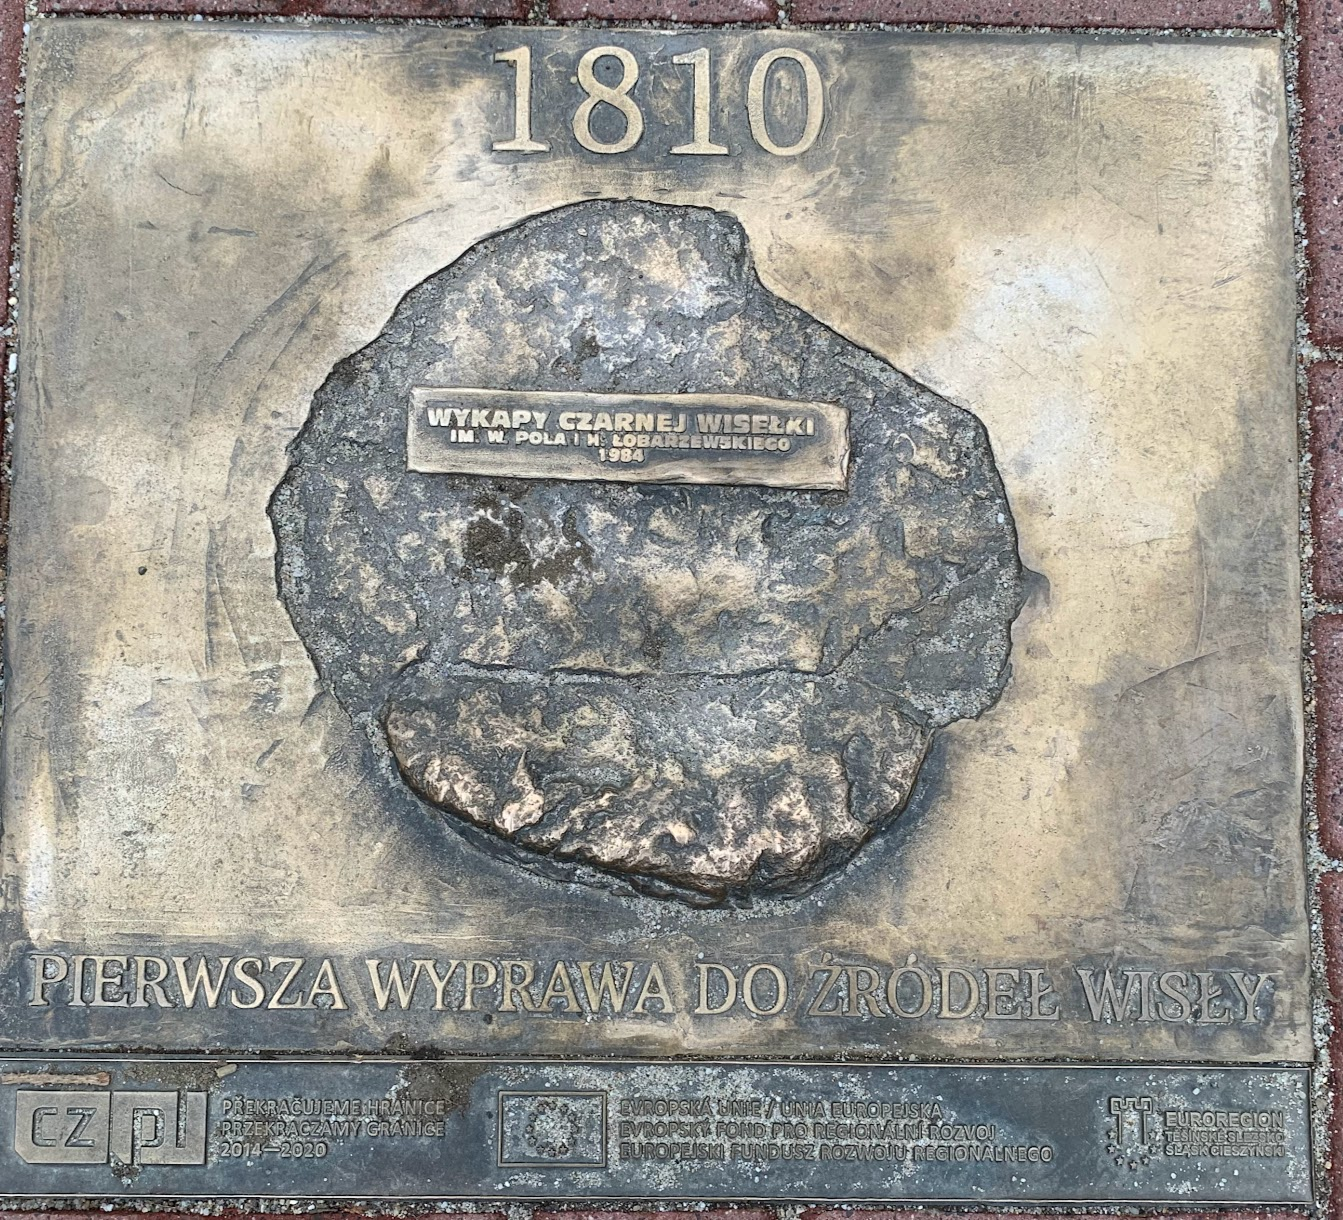 1810
WYKAPY CZARNEJ WISEŁKI
IM. W. POLA I H. ŁOBARZEWSKIEGO
1984
PIERWSZA WYPRAWA DO ŹRÓDEŁ WISŁY
CZ PL
PŘEKRAČUJEME HRANICE
PRZEKRACZAMY GRANICE
2014—2020
EVROPSKÁ UNIE / UNIA EUROPEJSKA
EVROPSKÝ FOND PRO REGIONÁLNÍ ROZVOJ
EUROPEJSKI FUNDUSZ ROZWOJU REGIONALNEGO
EUROREGION
TĚŠÍNSKÉ SLEZSKO
ŚLĄSK CIESZYŃSKI